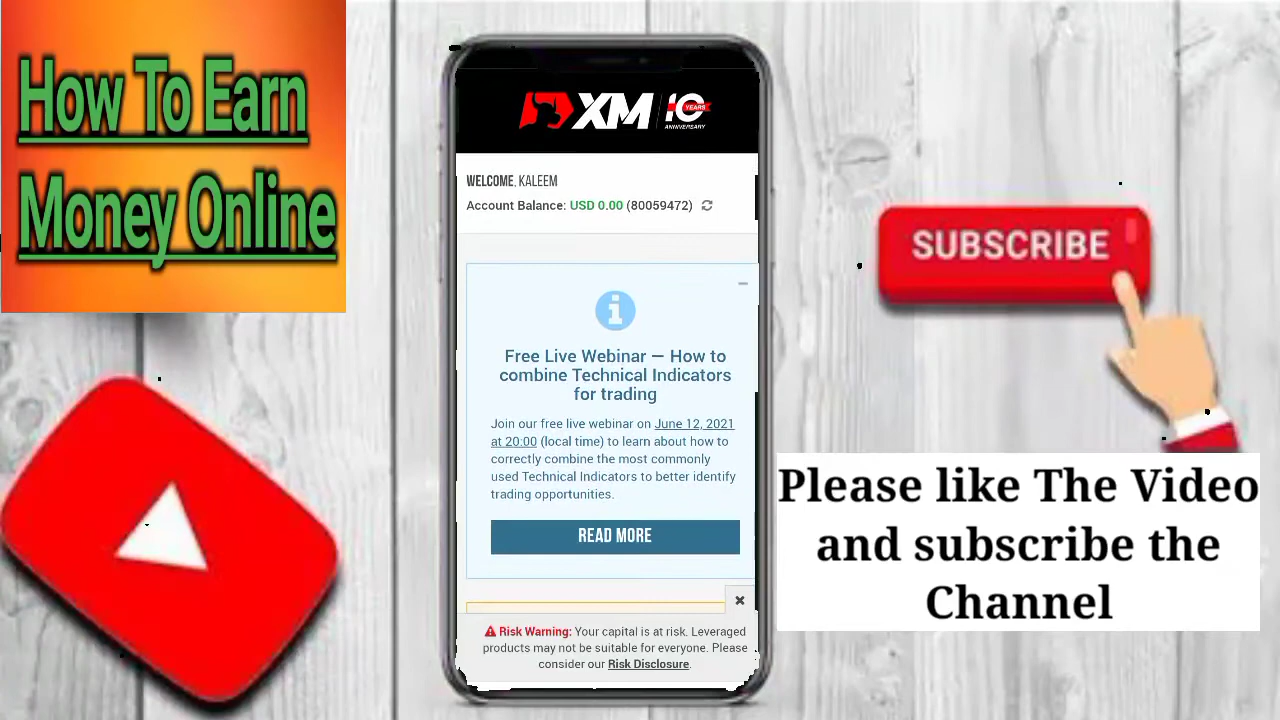 How To Earn
Money Online
XM 10
YEARS
ANNIVERSARY
WELCOME, KALEEM
Account Balance: USD 0.00 (80059472)
Free Live Webinar — How to
combine Technical Indicators
for trading
Join our free live webinar on June 12, 2021
at 20:00 (local time) to learn about how to
correctly combine the most commonly
used Technical Indicators to better identify
trading opportunities.
READ MORE
Risk Warning: Your capital is at risk. Leveraged
products may not be suitable for everyone. Please
consider our Risk Disclosure.
SUBSCRIBE
Please like The Video
and subscribe the
Channel